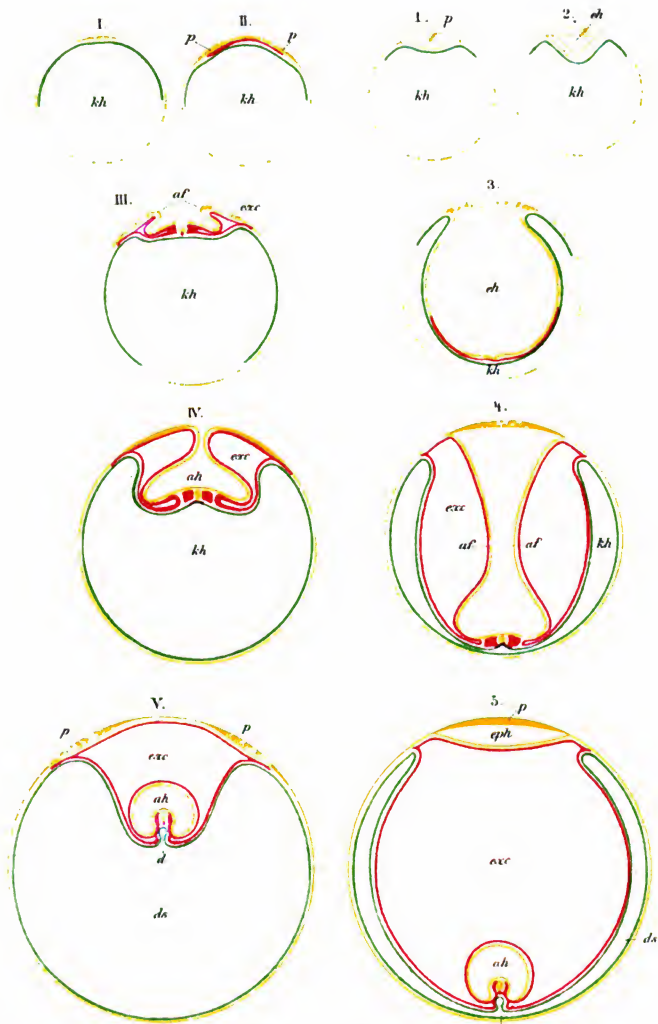 I. II. 1. p 2. eh
p p
kh kh kh kh
III. af exc 3.
kh eh
kh
IV. 4.
exc
ah exc
af af kh
kh
V. 5.
p p p
eph
exc
ah
d exc
ds ds
ah